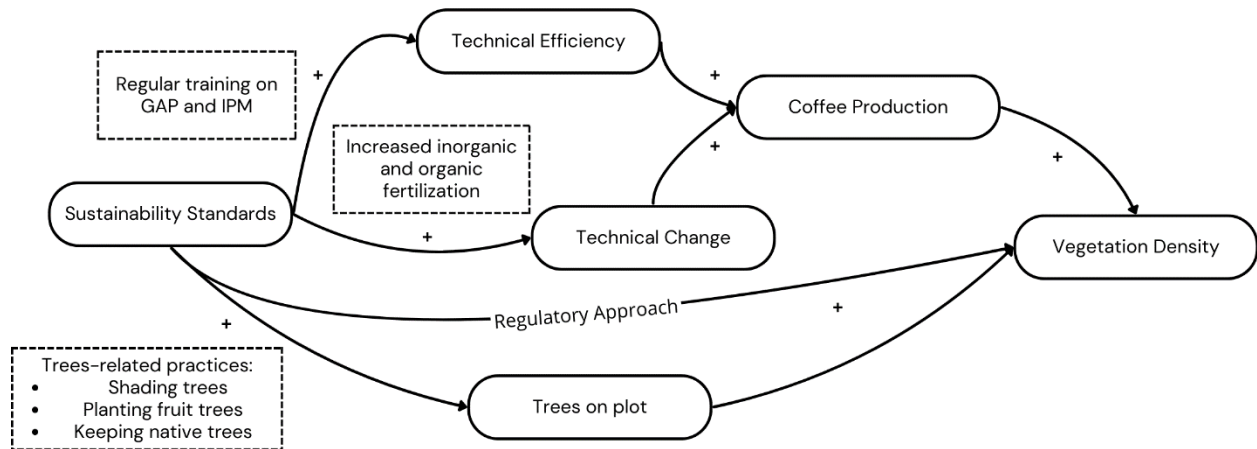 Technical Efficiency
Regular training on
GAP and IPM
+
+
Coffee Production
Increased inorganic
and organic
fertilization
+
+
Sustainability Standards
+
Technical Change
Vegetation Density
Regulatory Approach
+
+
Trees-related practices:
• Shading trees
• Planting fruit trees
• Keeping native trees
Trees on plot